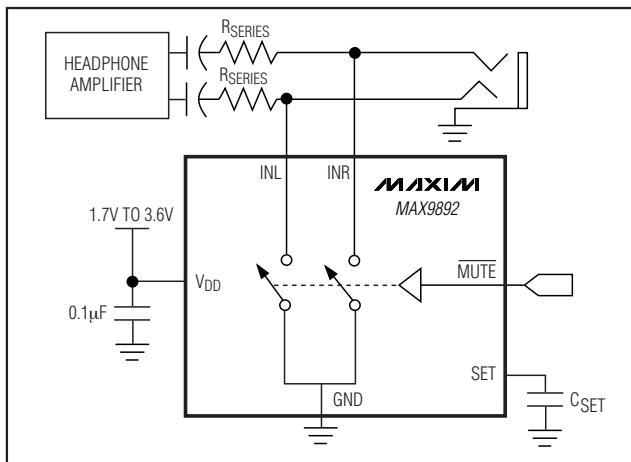 RSERIES
HEADPHONE
AMPLIFIER
RSERIES
INL
INR
MAXIM
MAX9892
1.7V TO 3.6V
VDD
MUTE
0.1µF
SET
GND
CSET